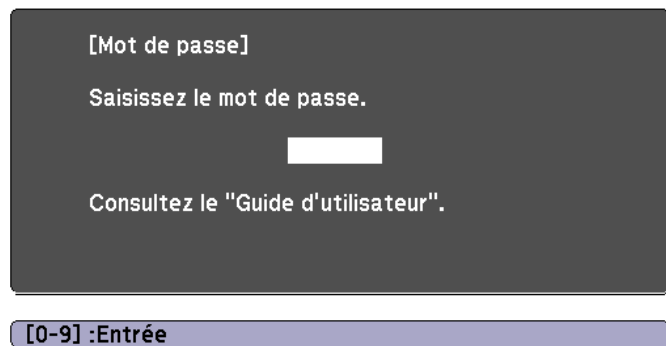 [Mot de passe]
Saisissez le mot de passe.
Consultez le "Guide d'utilisateur".
[0-9] :Entrée